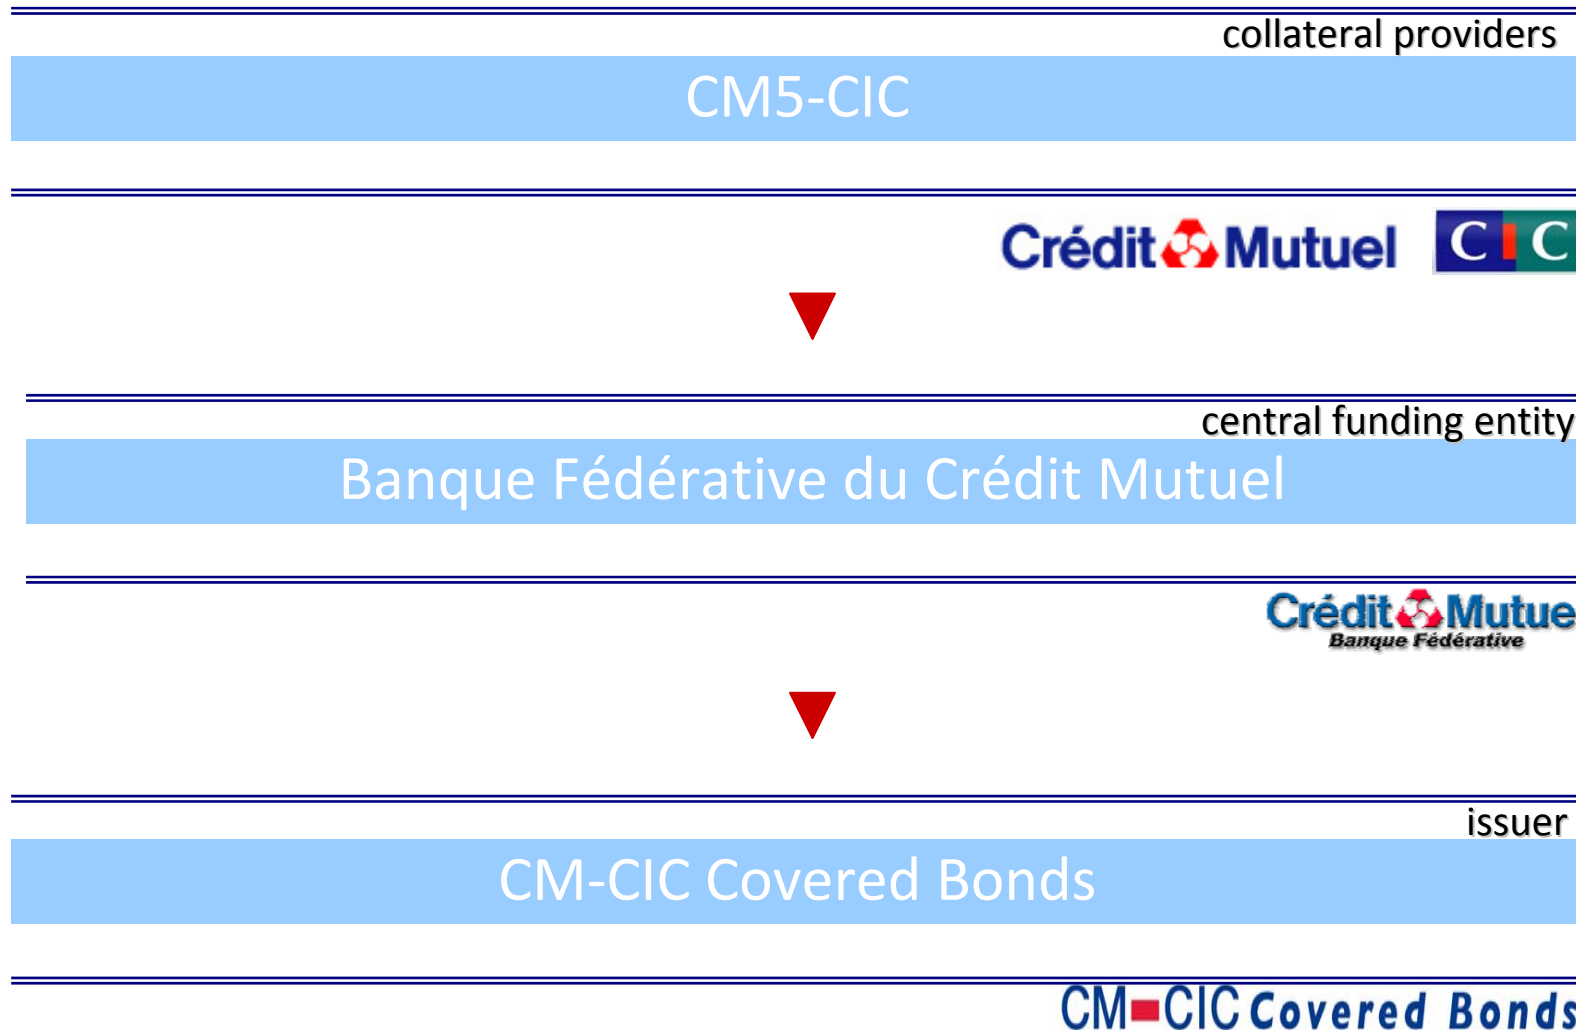 collateral providers
CM5-CIC
Crédit Mutuel CIC
central funding entity
Banque Fédérative du Crédit Mutuel
Crédit Mutue
Banque Fédérative
issuer
CM-CIC Covered Bonds
CM-CIC Covered Bonds